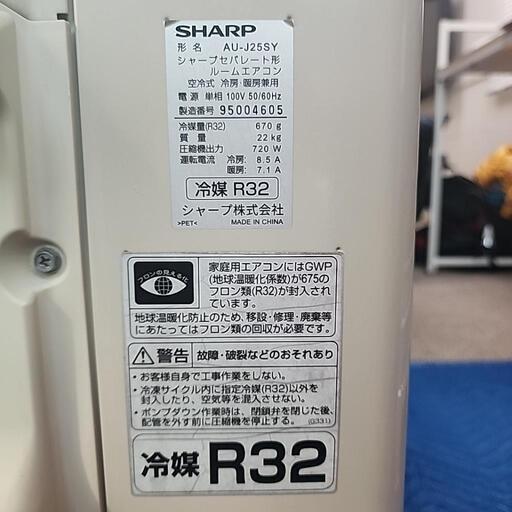 SHARP
形名 AU-J25SY
シャープセパレート形
ルームエアコン
空冷式 冷房・暖房兼用
電源 単相 100V 50/60Hz
製造番号 95004605
冷媒量(R32) 670 g
質量 22 kg
圧縮機出力 720 W
運転電流 冷房: 8.5 A
暖房: 7.1 A
冷媒 R32
シャープ株式会社
>PET< MADE IN CHINA
フロンの見える化
家庭用エアコンにはGWP
(地球温暖化係数)が675の
フロン類(R32)が封入され
ています。
地球温暖化防止のため、移設・修理・廃棄等
にあたってはフロン類の回収が必要です。
警告 故障・破裂などのおそれあり
・お客様自身で工事作業をしない。
・冷凍サイクル内に指定冷媒(R32)以外を
封入したり、空気等を混入させない。
・ポンプダウン作業時は、閉鎖弁を閉じた後、
配管を外す前に圧縮機を停止する。 (G331)
冷媒 R32